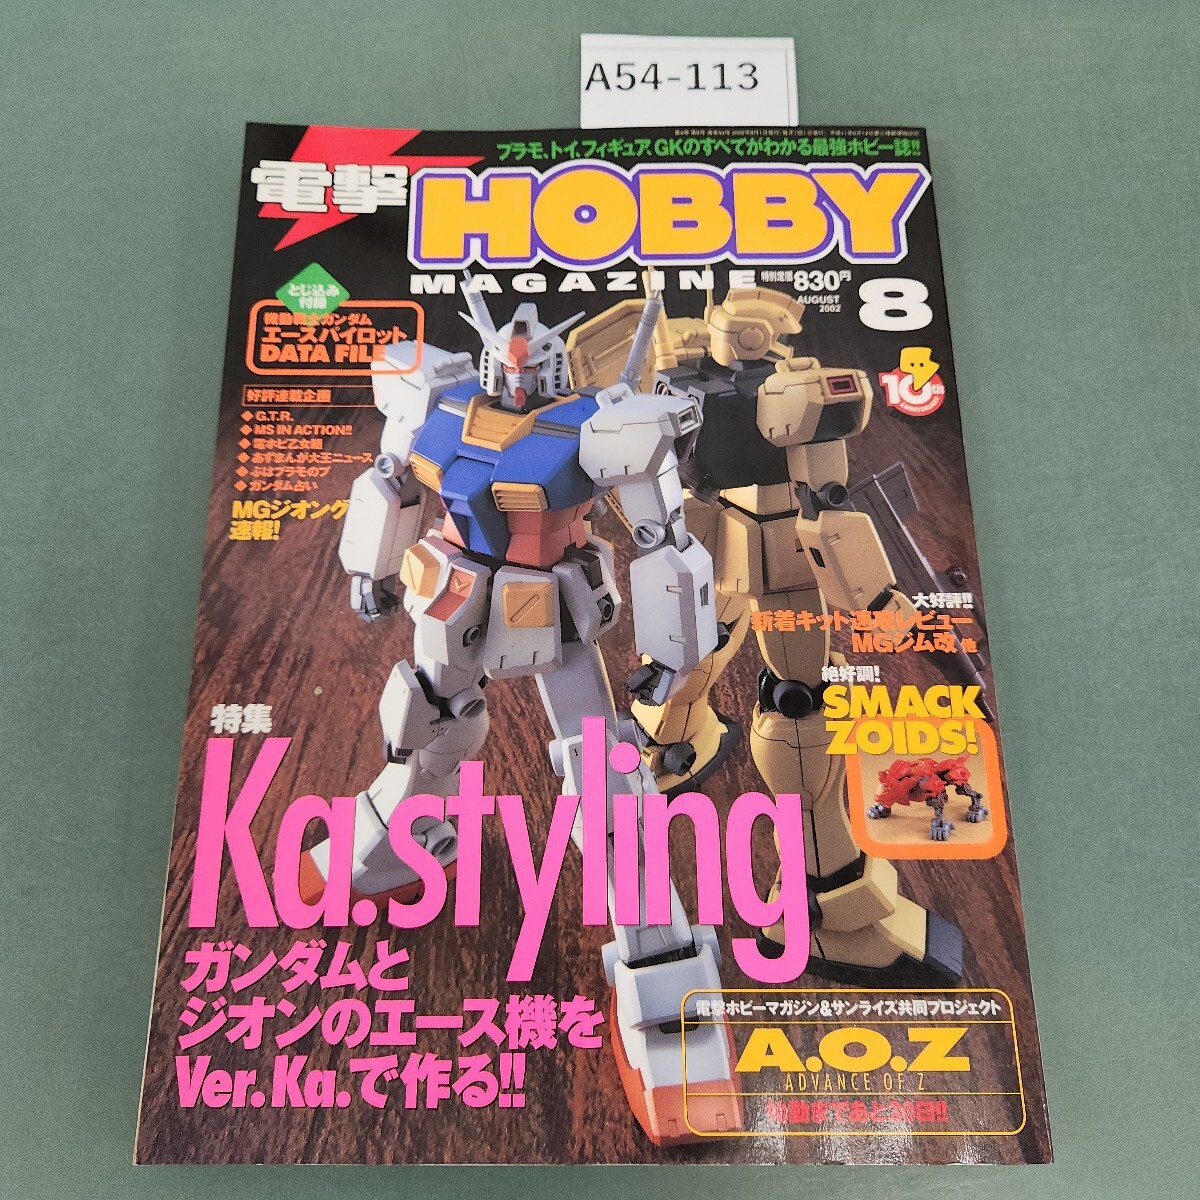 A54-113
プラモ、トイ、フィギュア、GKのすべてがわかる最強ホビー誌!!
電撃
HOBBY
MAGAZINE
特別定価830円
AUGUST
2002
8
10th
ANNIVERSARY
とじ込み
付録
機動戦士ガンダム
エースパイロット
DATA FILE
好評連載企画
◆G.T.R.
◆MS IN ACTION!!
◆電ホビ乙女組
◆あずまんが大王ニュース
◆ぷはプラモのプ
◆ガンダム占い
MGジオング
速報!
大好評!!
新着キット速攻レビュー
MGジム改 他
絶好調!
SMACK
ZOIDS!
特集
Ka.styling
ガンダムと
ジオンのエース機を
Ver.Ka.で作る!!
電撃ホビーマガジン&サンライズ共同プロジェクト
A.O.Z
ADVANCE OF Z